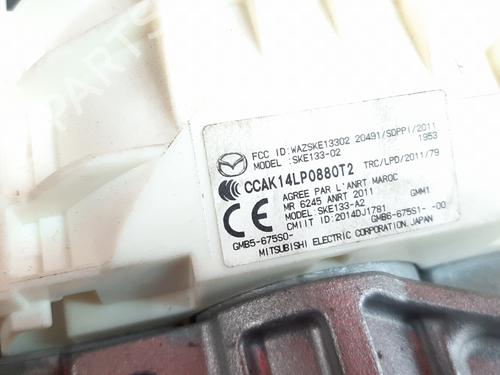 FCC ID:WAZSKE13302 20491/SDPPI/2011
1953
MODEL :SKE133-02
CCAK14LP0880T2 TRC/LPD/2011/79
AGREE PAR L'ANRT MAROC
MR 6245 ANRT 2011 GMM1
MODEL:SKE133-A2
CMIIT ID:2014DJ1781 GMB6-675S1- -00
GMB5-675S0-
MITSUBISHI ELECTRIC CORPORATION, JAPAN
CE